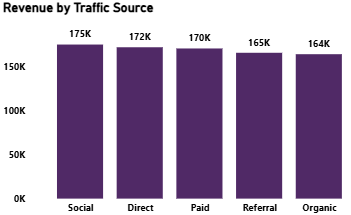 Revenue by Traffic Source
175K 172K 170K 165K 164K
150K
100K
50K
0K
Social Direct Paid Referral Organic